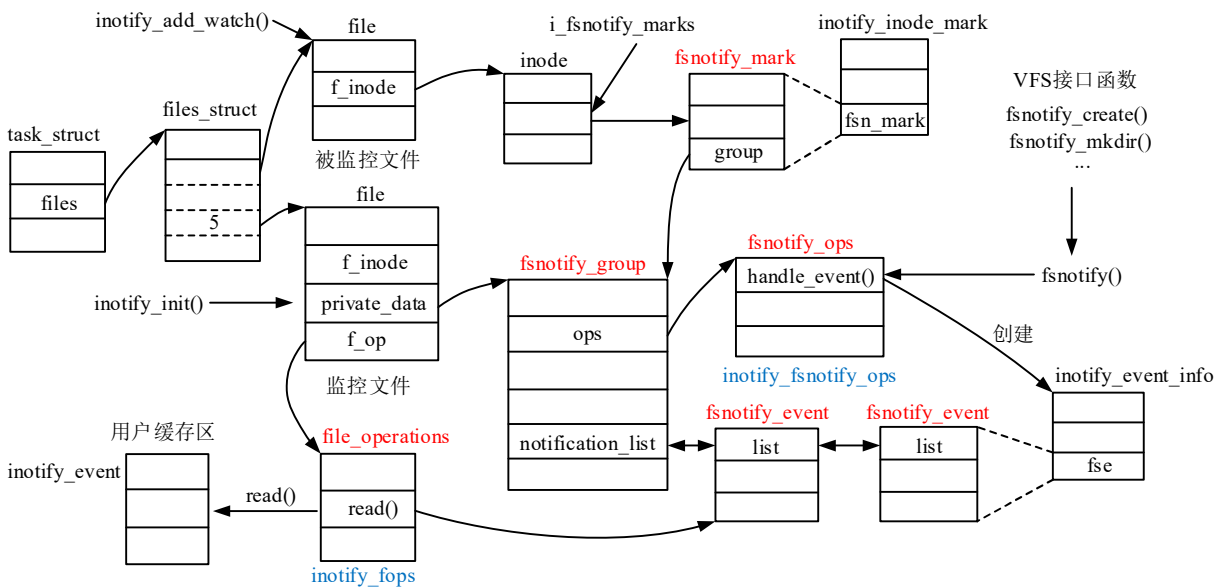 inotify_add_watch()
file
f_inode
被监控文件
i_fsnotify_marks
inode
fsnotify_mark
group
inotify_inode_mark
fsn_mark
VFS接口函数
fsnotify_create()
fsnotify_mkdir()
...
fsnotify()
task_struct
files
files_struct
5
file
f_inode
private_data
f_op
监控文件
inotify_init()
fsnotify_group
ops
notification_list
fsnotify_ops
handle_event()
inotify_fsnotify_ops
创建
inotify_event_info
fse
fsnotify_event
list
fsnotify_event
list
用户缓存区
inotify_event
read()
file_operations
read()
inotify_fops